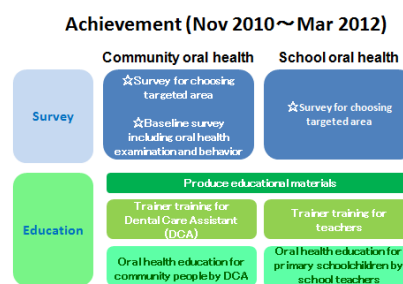 Achievement (Nov 2010～Mar 2012)
Community oral health
School oral health
Survey
☆Survey for choosing
targeted area
☆Baseline survey
including oral health
examination and behavior
☆Survey for choosing
targeted area
Education
Produce educational materials
Trainer training for
Dental Care Assistant
(DCA)
Trainer training for
teachers
Oral health education for
community people by DCA
Oral health education for
primary schoolchildren by
school teachers